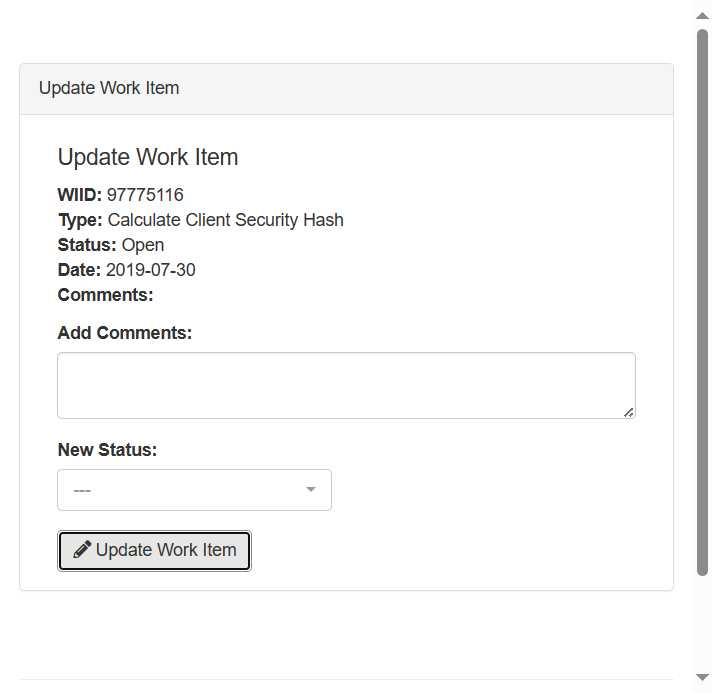 Update Work Item
Update Work Item
WIID: 97775116
Type: Calculate Client Security Hash
Status: Open
Date: 2019-07-30
Comments:
Add Comments:
New Status:
---
Update Work Item